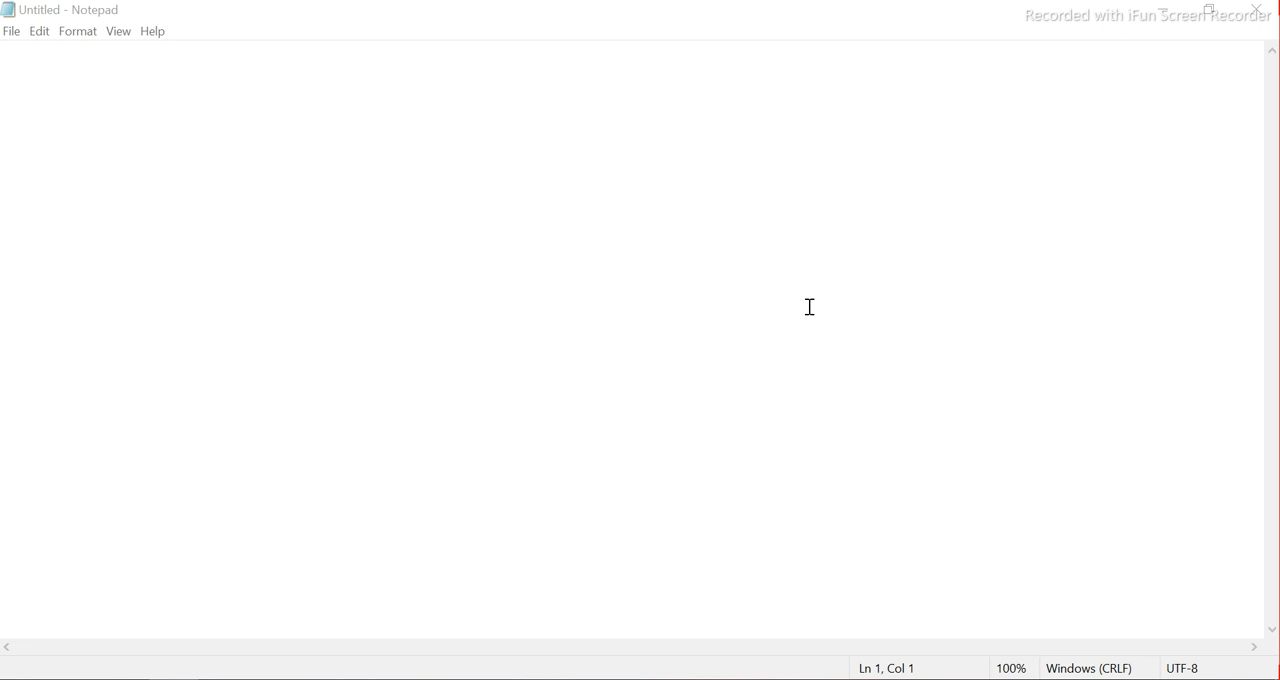 Untitled - Notepad
Recorded with iFun Screen Recorder
File Edit Format View Help
Ln 1, Col 1 100% Windows (CRLF) UTF-8